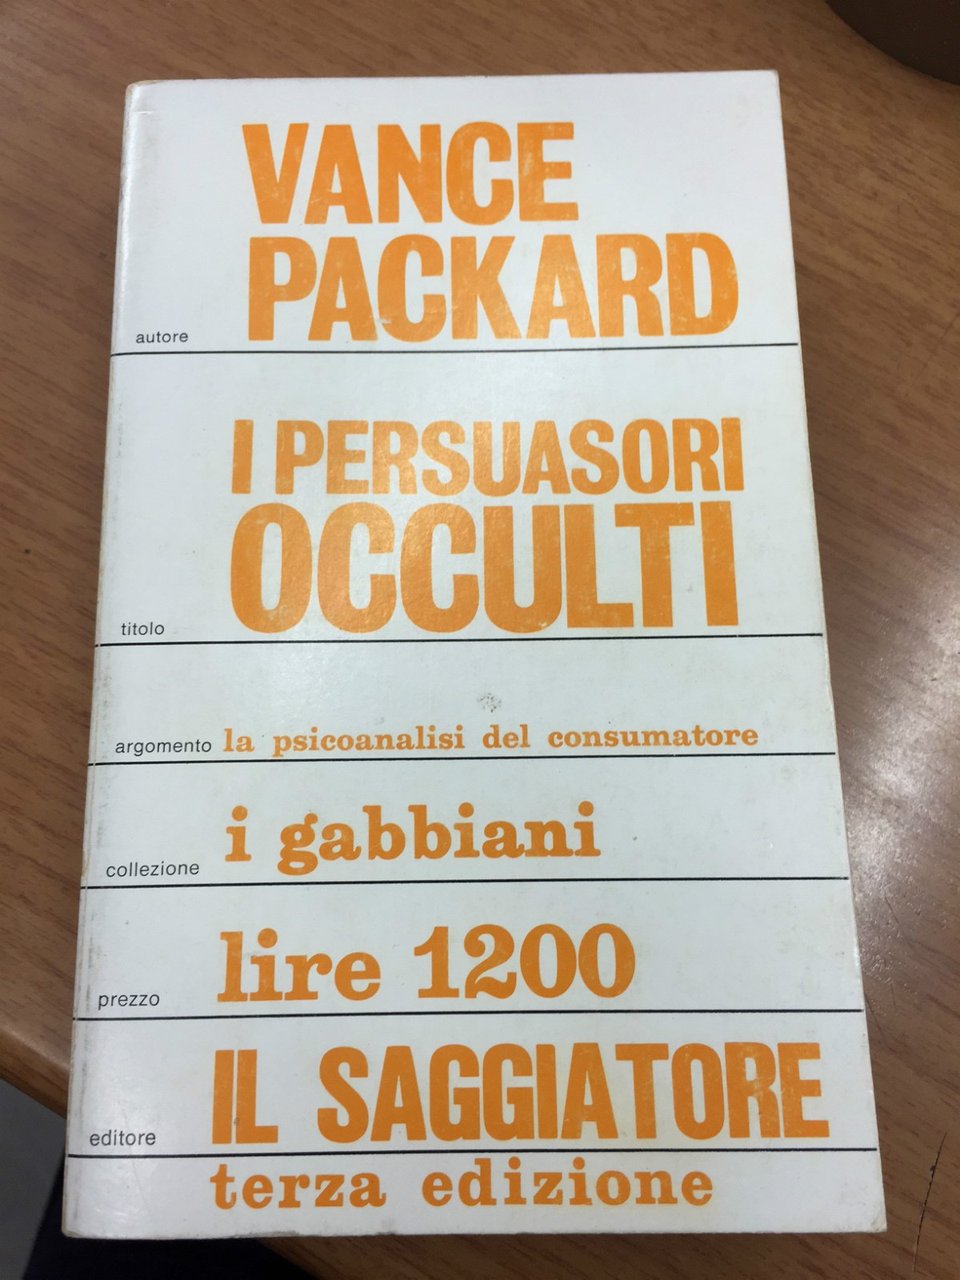 VANCE
PACKARD
autore
I PERSUASORI
OCCULTI
titolo
argomento la psicoanalisi del consumatore
collezione i gabbiani
prezzo lire 1200
editore IL SAGGIATORE
terza edizione